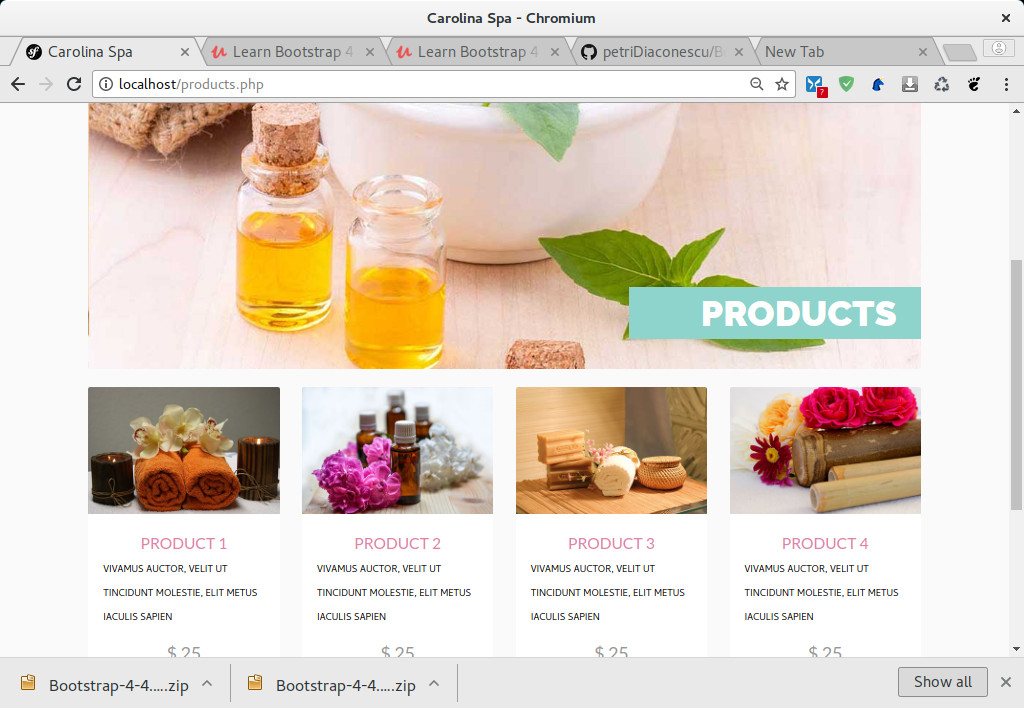 Carolina Spa - Chromium
Carolina Spa
Learn Bootstrap 4
Learn Bootstrap 4
petriDiaconescu/B
New Tab
localhost/products.php
?
PRODUCTS
PRODUCT 1
VIVAMUS AUCTOR, VELIT UT
TINCIDUNT MOLESTIE, ELIT METUS
IACULIS SAPIEN
$ 25
PRODUCT 2
VIVAMUS AUCTOR, VELIT UT
TINCIDUNT MOLESTIE, ELIT METUS
IACULIS SAPIEN
$ 25
PRODUCT 3
VIVAMUS AUCTOR, VELIT UT
TINCIDUNT MOLESTIE, ELIT METUS
IACULIS SAPIEN
$ 25
PRODUCT 4
VIVAMUS AUCTOR, VELIT UT
TINCIDUNT MOLESTIE, ELIT METUS
IACULIS SAPIEN
$ 25
Bootstrap-4-4.....zip
Bootstrap-4-4.....zip
Show all